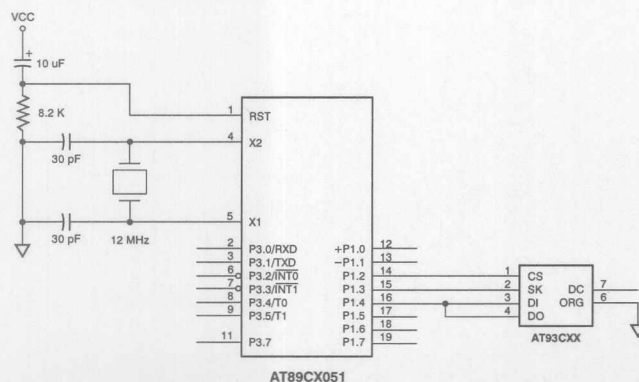 VCC
+
10 uF
8.2 K
30 pF
30 pF
12 MHz
1 RST
4 X2
5 X1
2 P3.0/RXD
3 P3.1/TXD
6 P3.2/INT0
7 P3.3/INT1
8 P3.4/T0
9 P3.5/T1
11 P3.7
+P1.0 12
−P1.1 13
P1.2 14
P1.3 15
P1.4 16
P1.5 17
P1.6 18
P1.7 19
AT89CX051
1 CS
2 SK
3 DI
4 DO
DC 7
ORG 6
AT93CXX